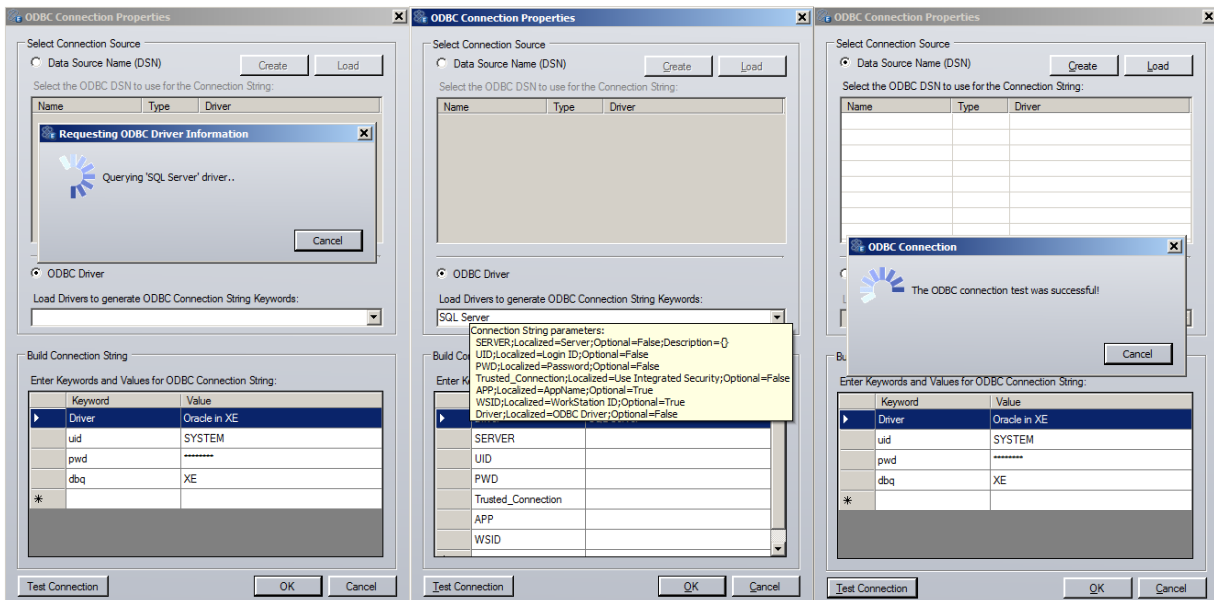 ODBC Connection Properties
Select Connection Source
Data Source Name (DSN)
Create
Load
Select the ODBC DSN to use for the Connection String:
Name Type Driver
Requesting ODBC Driver Information
Querying 'SQL Server' driver..
Cancel
ODBC Driver
Load Drivers to generate ODBC Connection String Keywords:
Build Connection String
Enter Keywords and Values for ODBC Connection String:
Keyword Value
Driver Oracle in XE
uid SYSTEM
pwd ********
dbq XE
*
Test Connection
OK
Cancel
ODBC Connection Properties
Select Connection Source
Data Source Name (DSN)
Create
Load
Select the ODBC DSN to use for the Connection String:
Name Type Driver
ODBC Driver
Load Drivers to generate ODBC Connection String Keywords:
SQL Server
Connection String parameters:
SERVER;Localized=Server;Optional=False;Description={}
UID;Localized=Login ID;Optional=False
PWD;Localized=Password;Optional=False
Trusted_Connection;Localized=Use Integrated Security;Optional=False
APP;Localized=AppName;Optional=True
WSID;Localized=WorkStation ID;Optional=True
Driver;Localized=ODBC Driver;Optional=False
Build Co
Enter K
SERVER
UID
PWD
Trusted_Connection
APP
WSID
Test Connection
OK
Cancel
ODBC Connection Properties
Select Connection Source
Data Source Name (DSN)
Create
Load
Select the ODBC DSN to use for the Connection String:
Name Type Driver
ODBC Connection
The ODBC connection test was successful!
Cancel
Bu
Enter Keywords and Values for ODBC Connection String:
Keyword Value
Driver Oracle in XE
uid SYSTEM
pwd ********
dbq XE
*
Test Connection
OK
Cancel